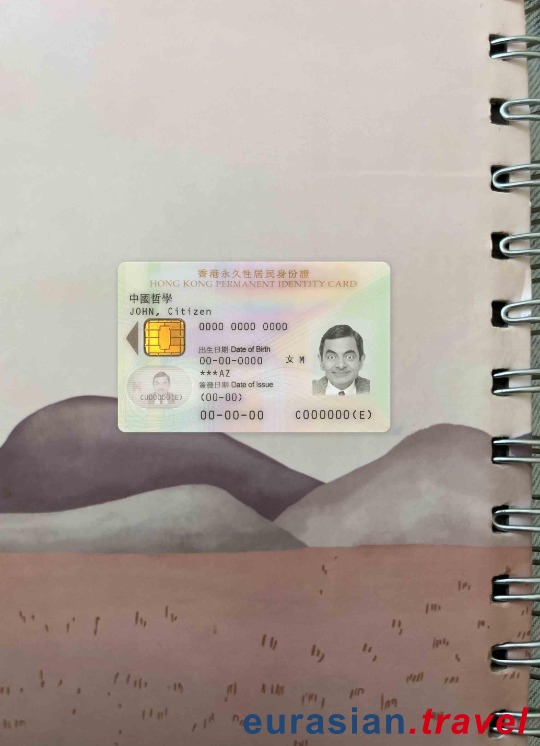 香港永久性居民身份證
HONG KONG PERMANENT IDENTITY CARD
中國哲學
JOHN, Citizen
0000 0000 0000
出生日期 Date of Birth
00-00-0000 女 M
***AZ
簽發日期 Date of Issue
(00-00)
00-00-00 C000000(E)
C000000(E)
eurasian.travel